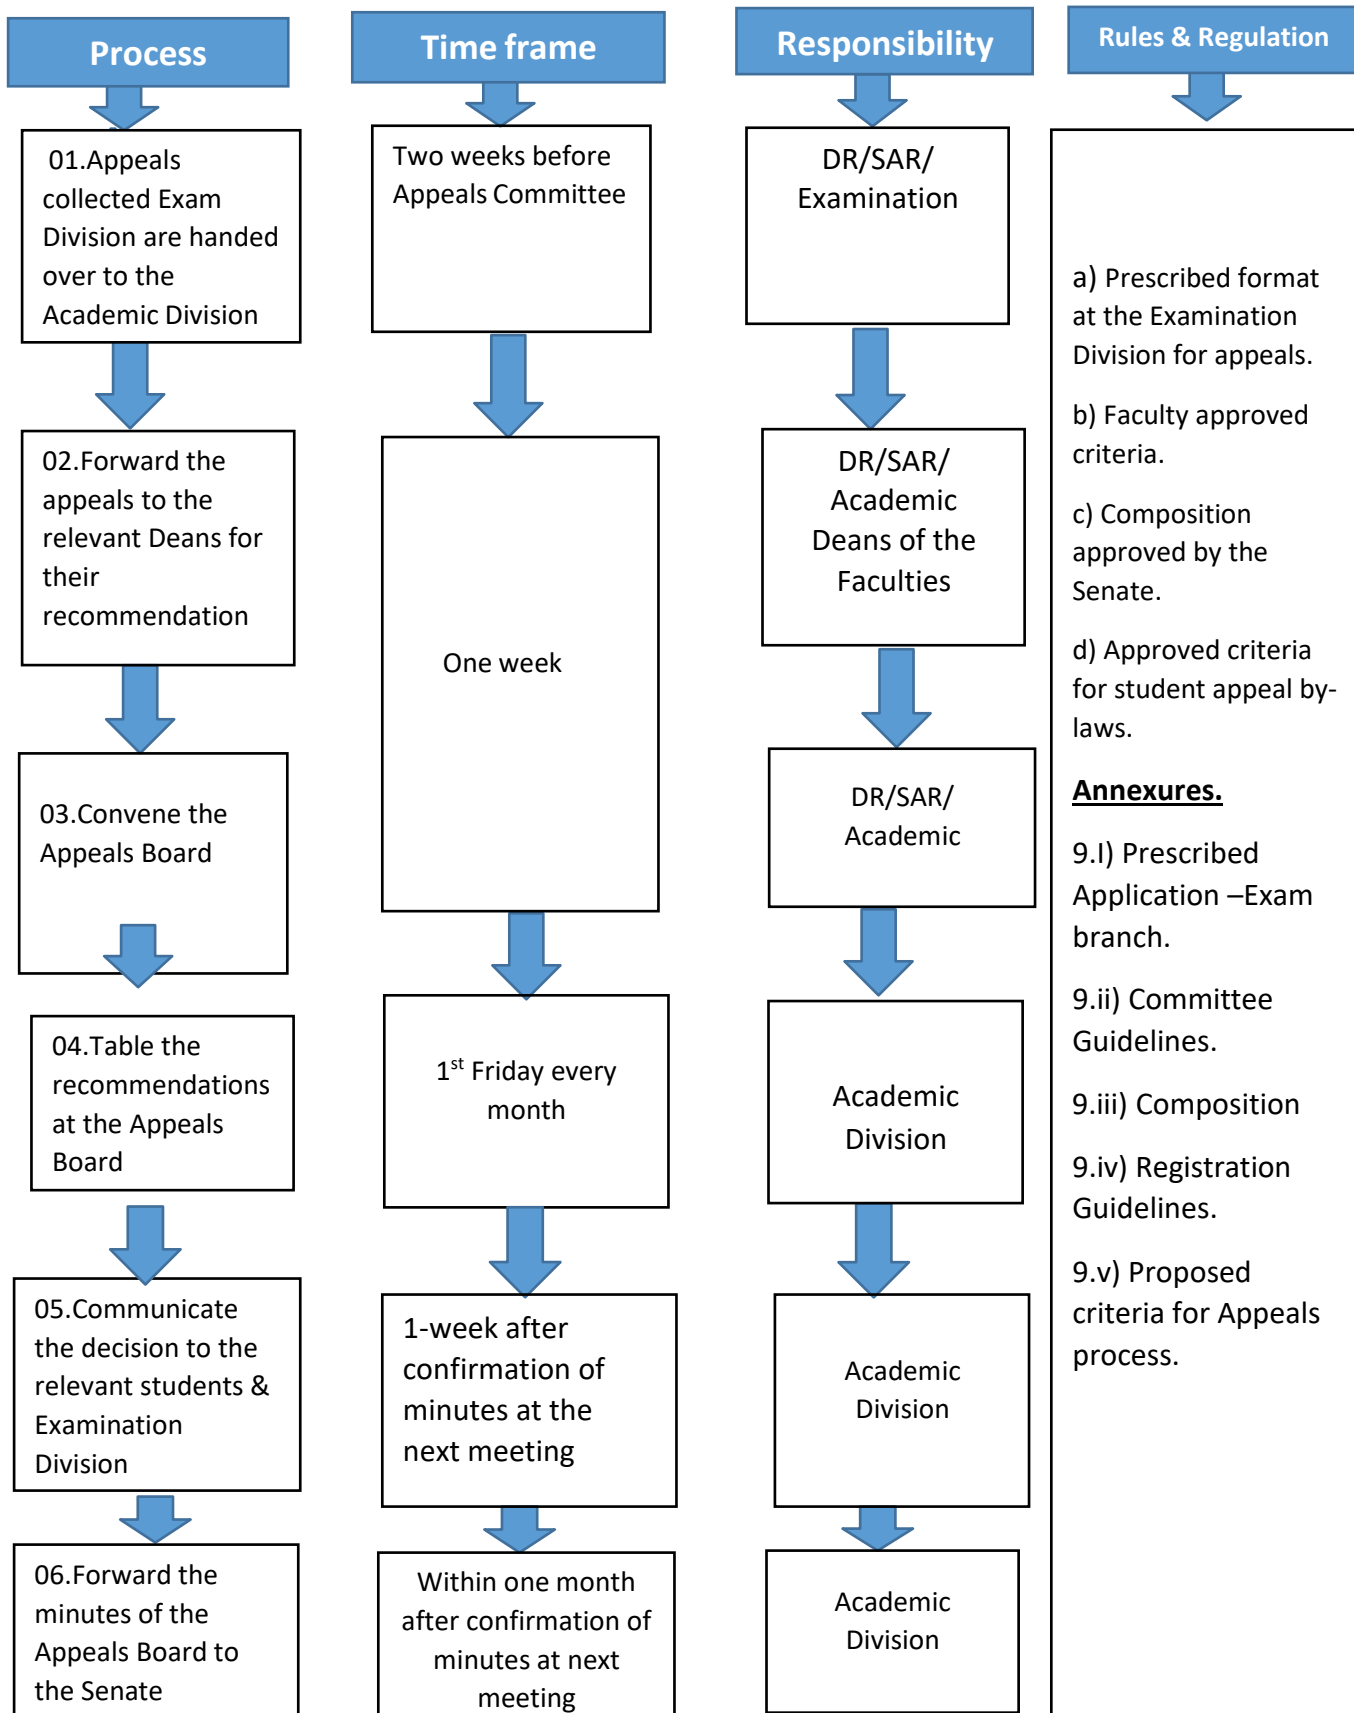 Process
Time frame
Responsibility
Rules & Regulation
01.Appeals
collected Exam
Division are handed
over to the
Academic Division
Two weeks before
Appeals Committee
DR/SAR/
Examination
02.Forward the
appeals to the
relevant Deans for
their
recommendation
One week
DR/SAR/
Academic
Deans of the
Faculties
03.Convene the
Appeals Board
DR/SAR/
Academic
04.Table the
recommendations
at the Appeals
Board
1st Friday every
month
Academic
Division
05.Communicate
the decision to the
relevant students &
Examination
Division
1-week after
confirmation of
minutes at the
next meeting
Academic
Division
06.Forward the
minutes of the
Appeals Board to
the Senate
Within one month
after confirmation of
minutes at next
meeting
Academic
Division
a) Prescribed format
at the Examination
Division for appeals.
b) Faculty approved
criteria.
c) Composition
approved by the
Senate.
d) Approved criteria
for student appeal by-
laws.
Annexures.
9.I) Prescribed
Application –Exam
branch.
9.ii) Committee
Guidelines.
9.iii) Composition
9.iv) Registration
Guidelines.
9.v) Proposed
criteria for Appeals
process.